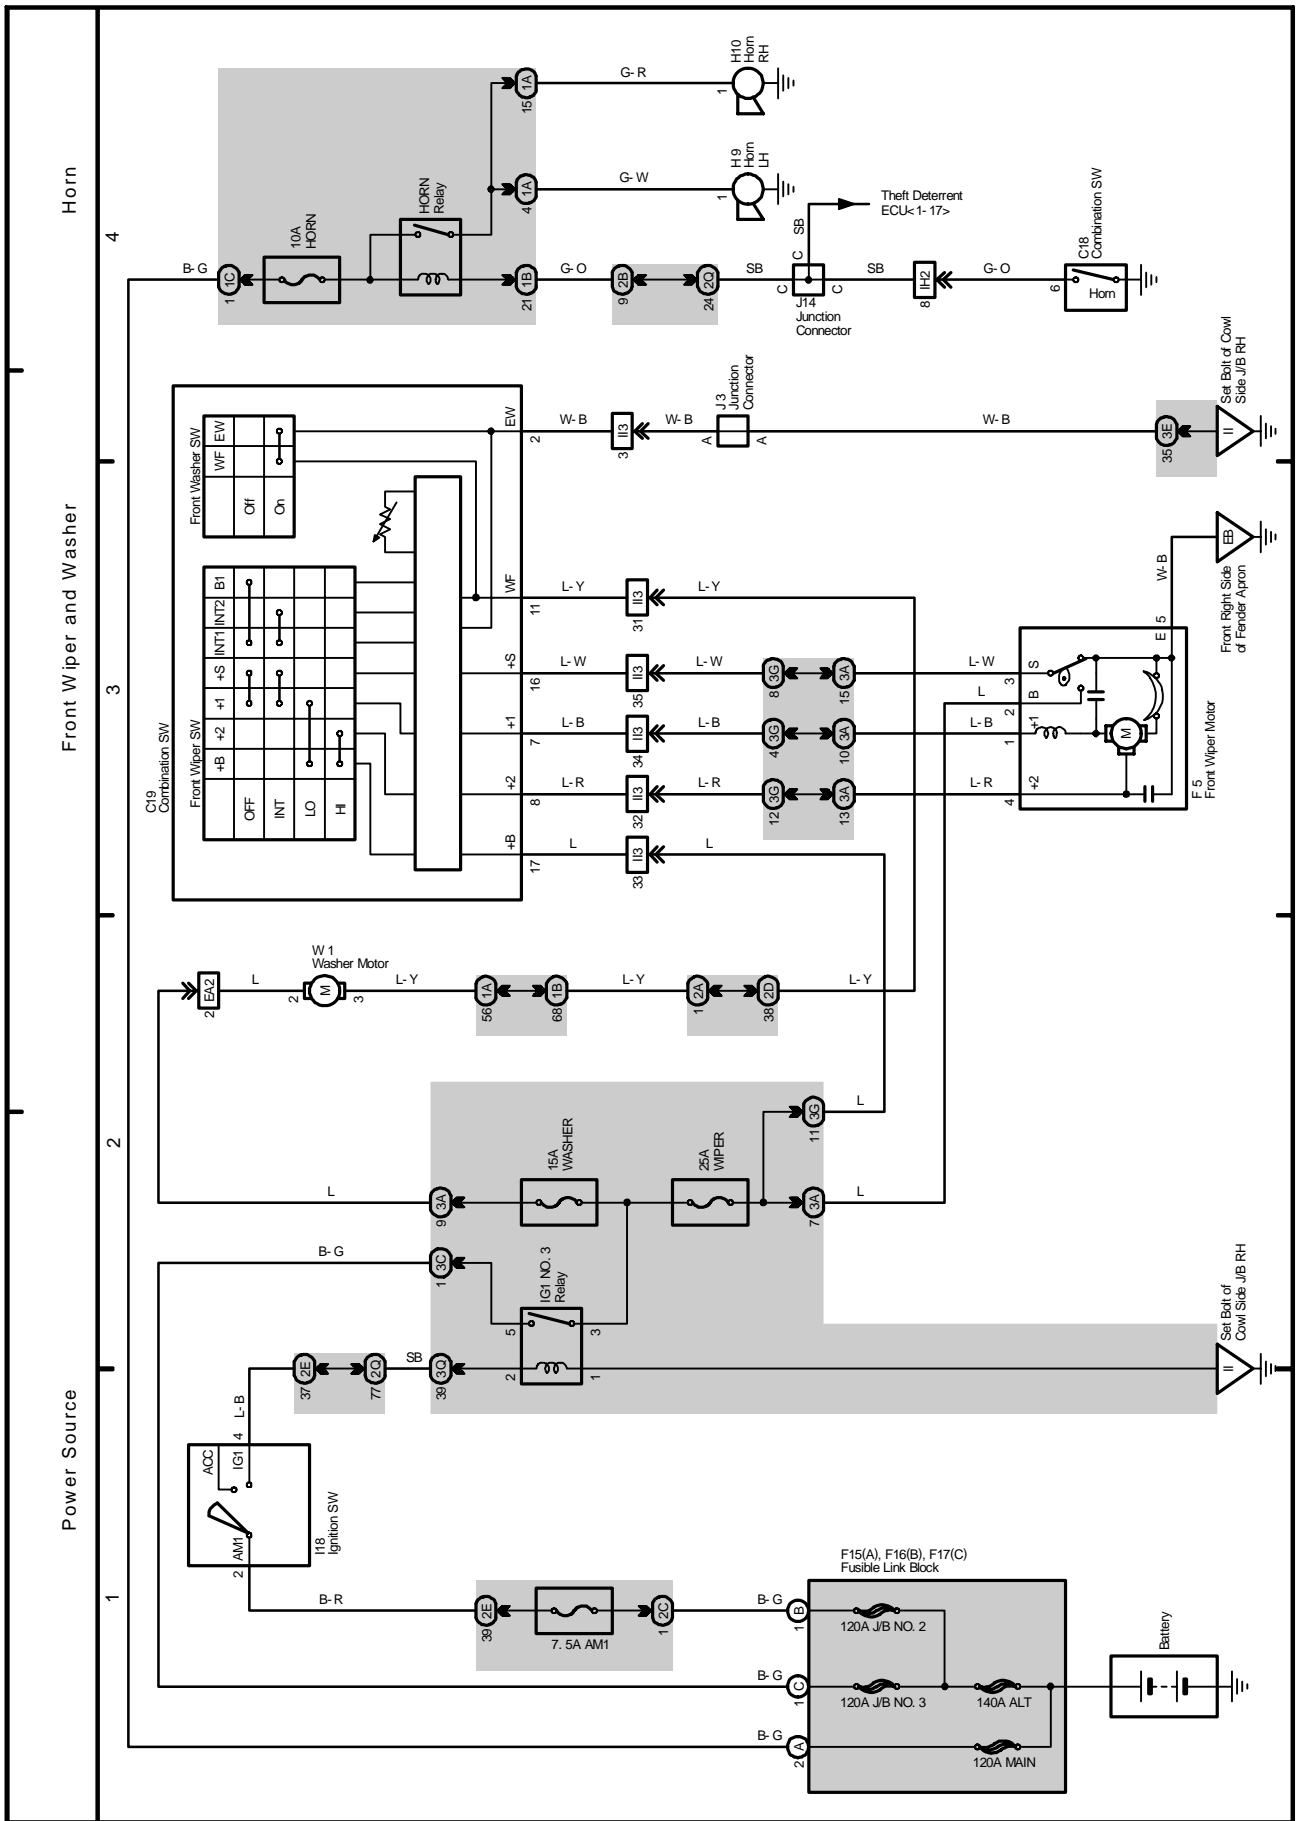 Power Source
Front Wiper and Washer
Horn
1
2
3
4
B-R
2
AM1
ACC
IG1
4
I18
Ignition SW
L-B
37
2E
77
2Q
SB
39
3Q
2
5
IG1 NO. 3
Relay
1
3
B-G
1
3C
L
9
3A
15A
WASHER
25A
WIPER
7
3A
L
11
3G
L
Set Bolt of
Cowl Side J/B RH
II
39
2E
7. 5A AM1
1
2C
B-G
1
B
B-G
1
C
B-G
2
A
F15(A), F16(B), F17(C)
Fusible Link Block
120A J/B NO. 2
120A J/B NO. 3
140A ALT
120A MAIN
Battery
2
EA2
L
2
M
3
W 1
Washer Motor
L-Y
56
1A
68
1B
L-Y
1
2A
38
2D
L-Y
C19
Combination SW
Front Wiper SW
+B
+2
+1
+S
INT1
INT2
B1
OFF
INT
LO
HI
Front Washer SW
WF
EW
Off
On
+B
17
+2
8
+1
7
+S
16
WF
11
EW
2
L
L-R
L-B
L-W
L-Y
W-B
33
II3
32
II3
34
II3
35
II3
31
II3
3
II3
L
L-R
L-B
L-W
L-Y
W-B
12
3G
4
3G
8
3G
13
3A
10
3A
15
3A
L-R
L-B
L
L-W
4
+2
1
+1
2
B
3
S
E
5
M
F 5
Front Wiper Motor
W-B
EB
Front Right Side
of Fender Apron
A
J 3
Junction
Connector
A
W-B
35
3E
II
Set Bolt of Cowl
Side J/B RH
B-G
1
1C
10A
HORN
HORN
Relay
21
1B
4
1A
15
1A
G-O
G-W
G-R
9
2B
24
2Q
SB
C
C
C
SB
J14
Junction
Connector
Theft Deterrent
ECU<1-17>
SB
8
IH2
G-O
6
C18
Combination SW
Horn
1
H 9
Horn
LH
1
H10
Horn
RH